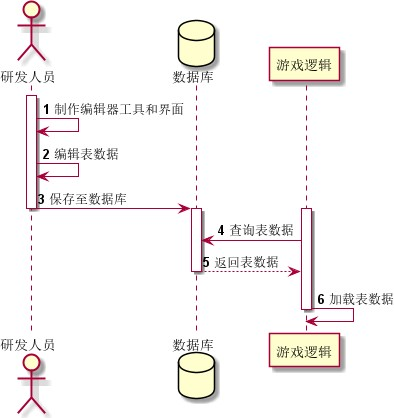 研发人员
数据库
游戏逻辑
1 制作编辑器工具和界面
2 编辑表数据
3 保存至数据库
4 查询表数据
5 返回表数据
6 加载表数据
研发人员
数据库
游戏逻辑